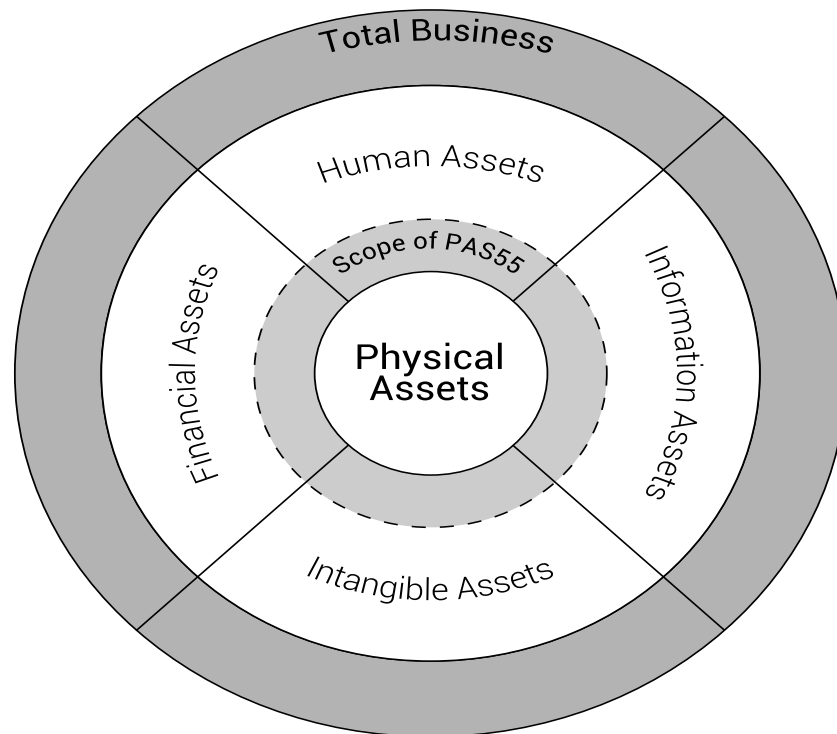 Total Business
Human Assets
Scope of PAS55
Financial Assets
Physical
Assets
Information Assets
Intangible Assets